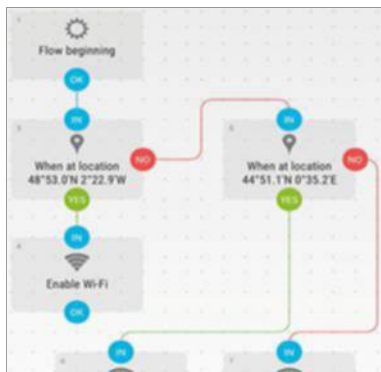 Flow beginning
OK
IN
When at location
48°53.0'N 2°22.9'W
NO
YES
IN
When at location
44°51.1'N 0°35.2'E
NO
YES
IN
Enable Wi-Fi
OK
IN
IN